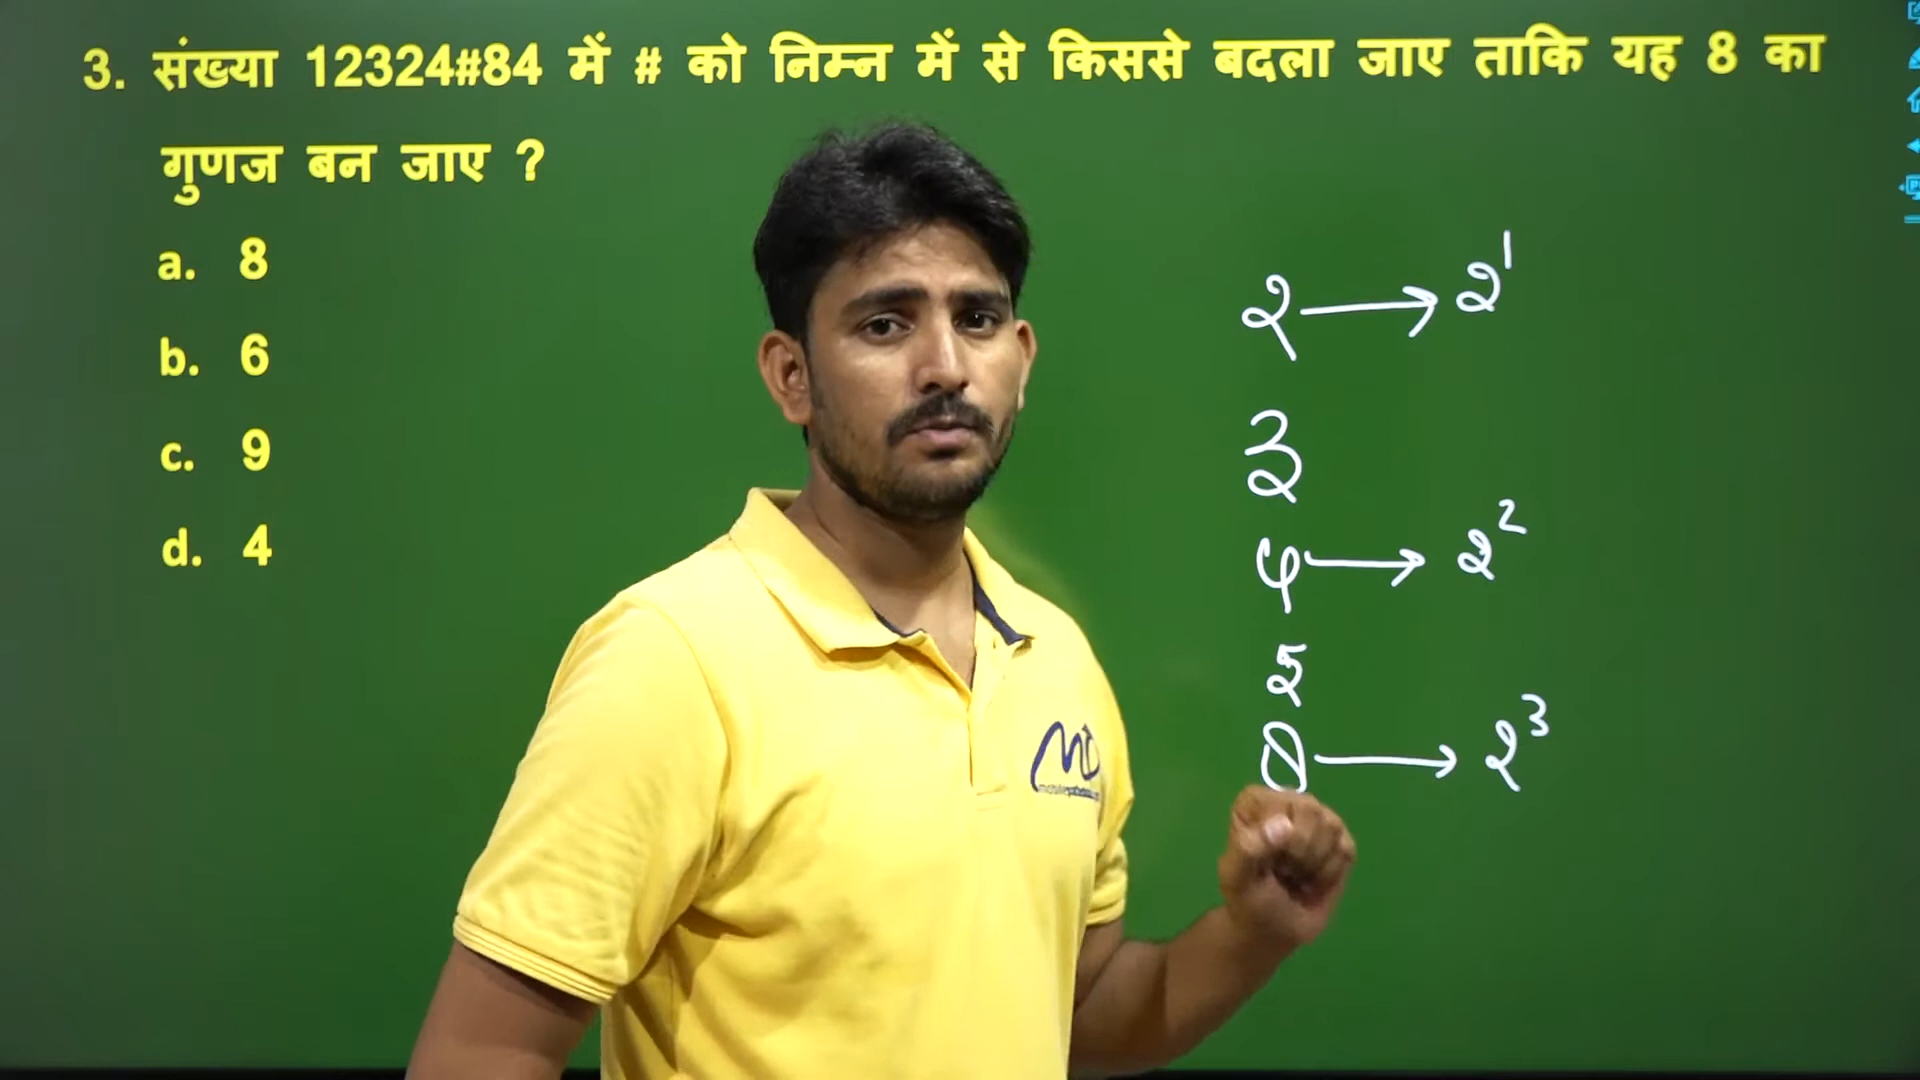 3. संख्या 12324#84 में # को निम्न में से किससे बदला जाए ताकि यह 8 का
गुणज बन जाए ?
a. 8
b. 6
c. 9
d. 4
2 → 2¹
3
4 → 2²
5
8 → 2³